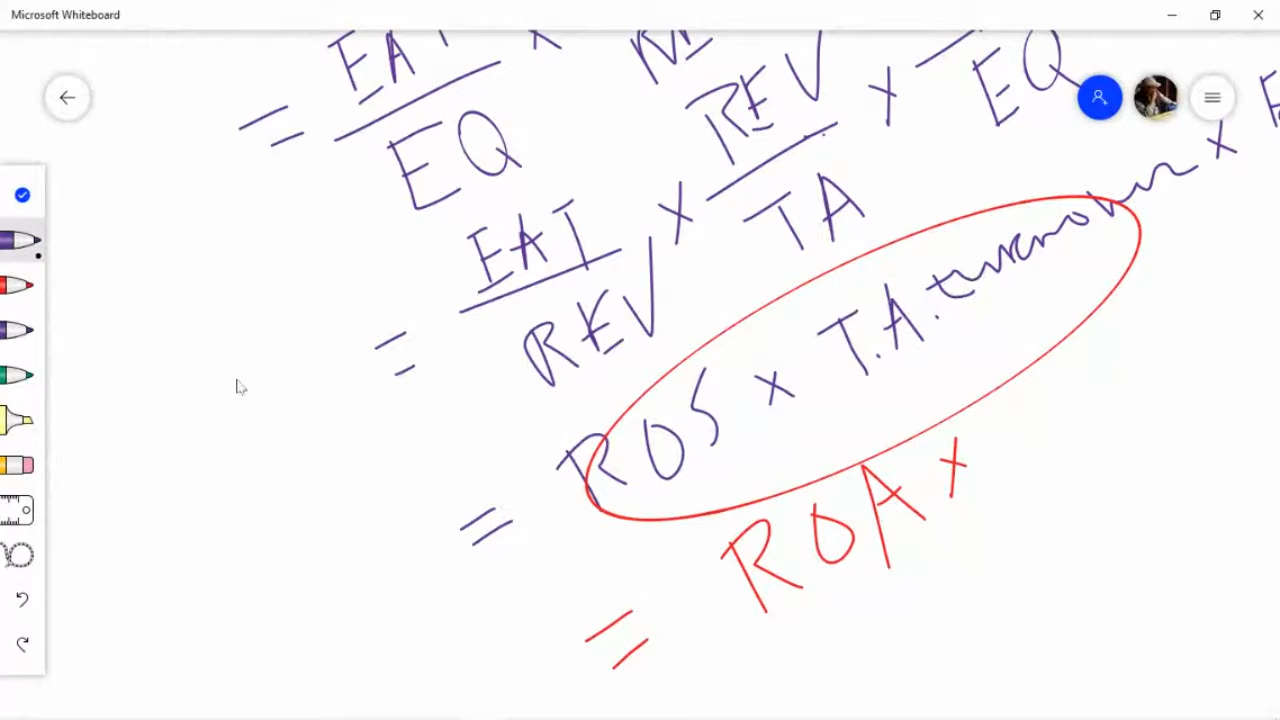 Microsoft Whiteboard
= EAT ×
EQ
REV × EQ
= EAT × TA
REV
= ROS × T.A. turnover × E
= ROA ×